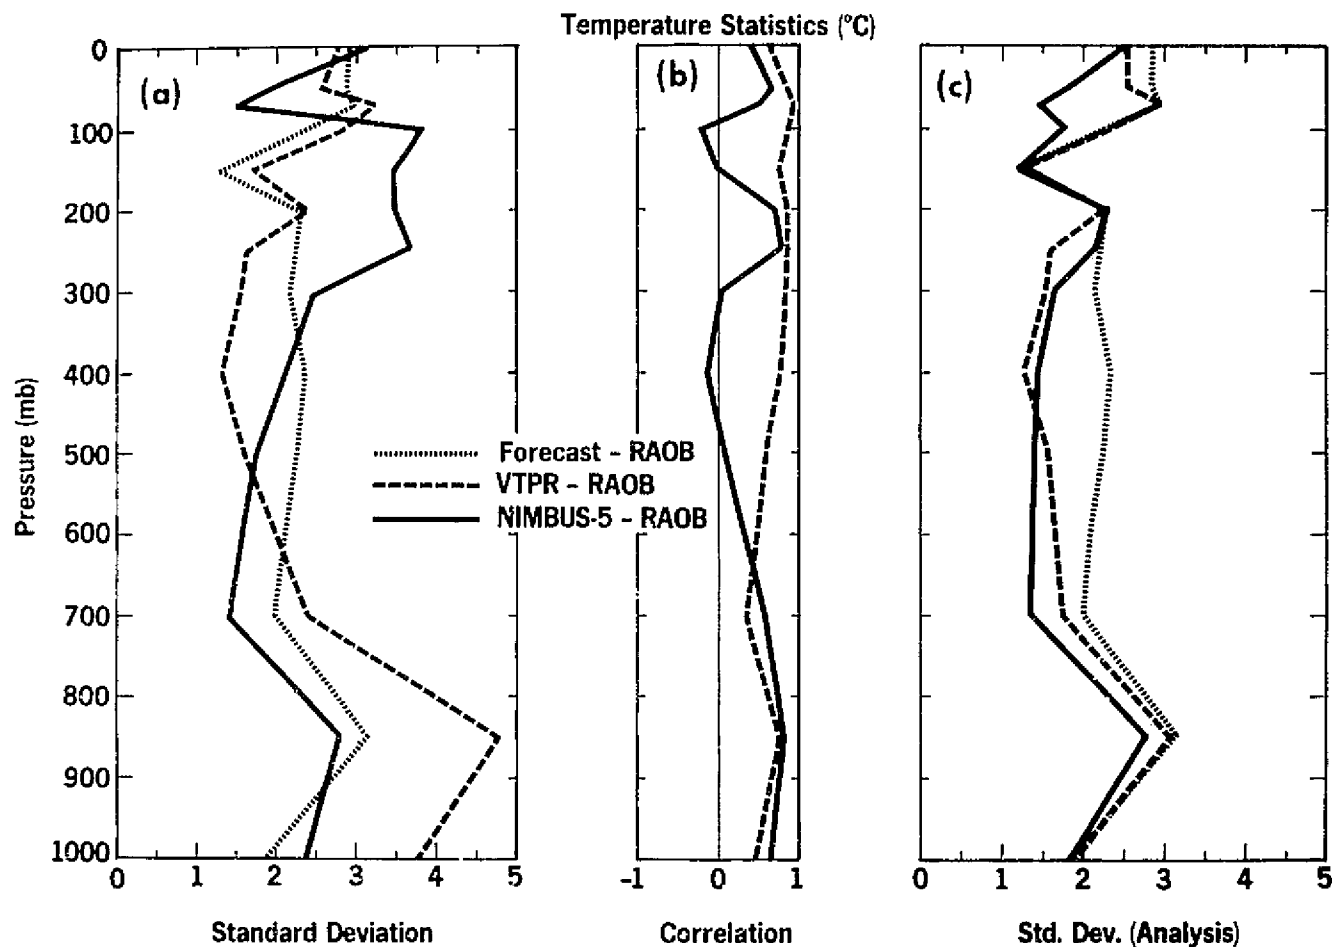 Temperature Statistics (°C)
(a)
(b)
(c)
0
100
200
300
400
500
600
700
800
900
1000
Pressure (mb)
Forecast - RAOB
VTPR - RAOB
NIMBUS-5 - RAOB
0 1 2 3 4 5
-1 0 1
0 1 2 3 4 5
Standard Deviation
Correlation
Std. Dev. (Analysis)